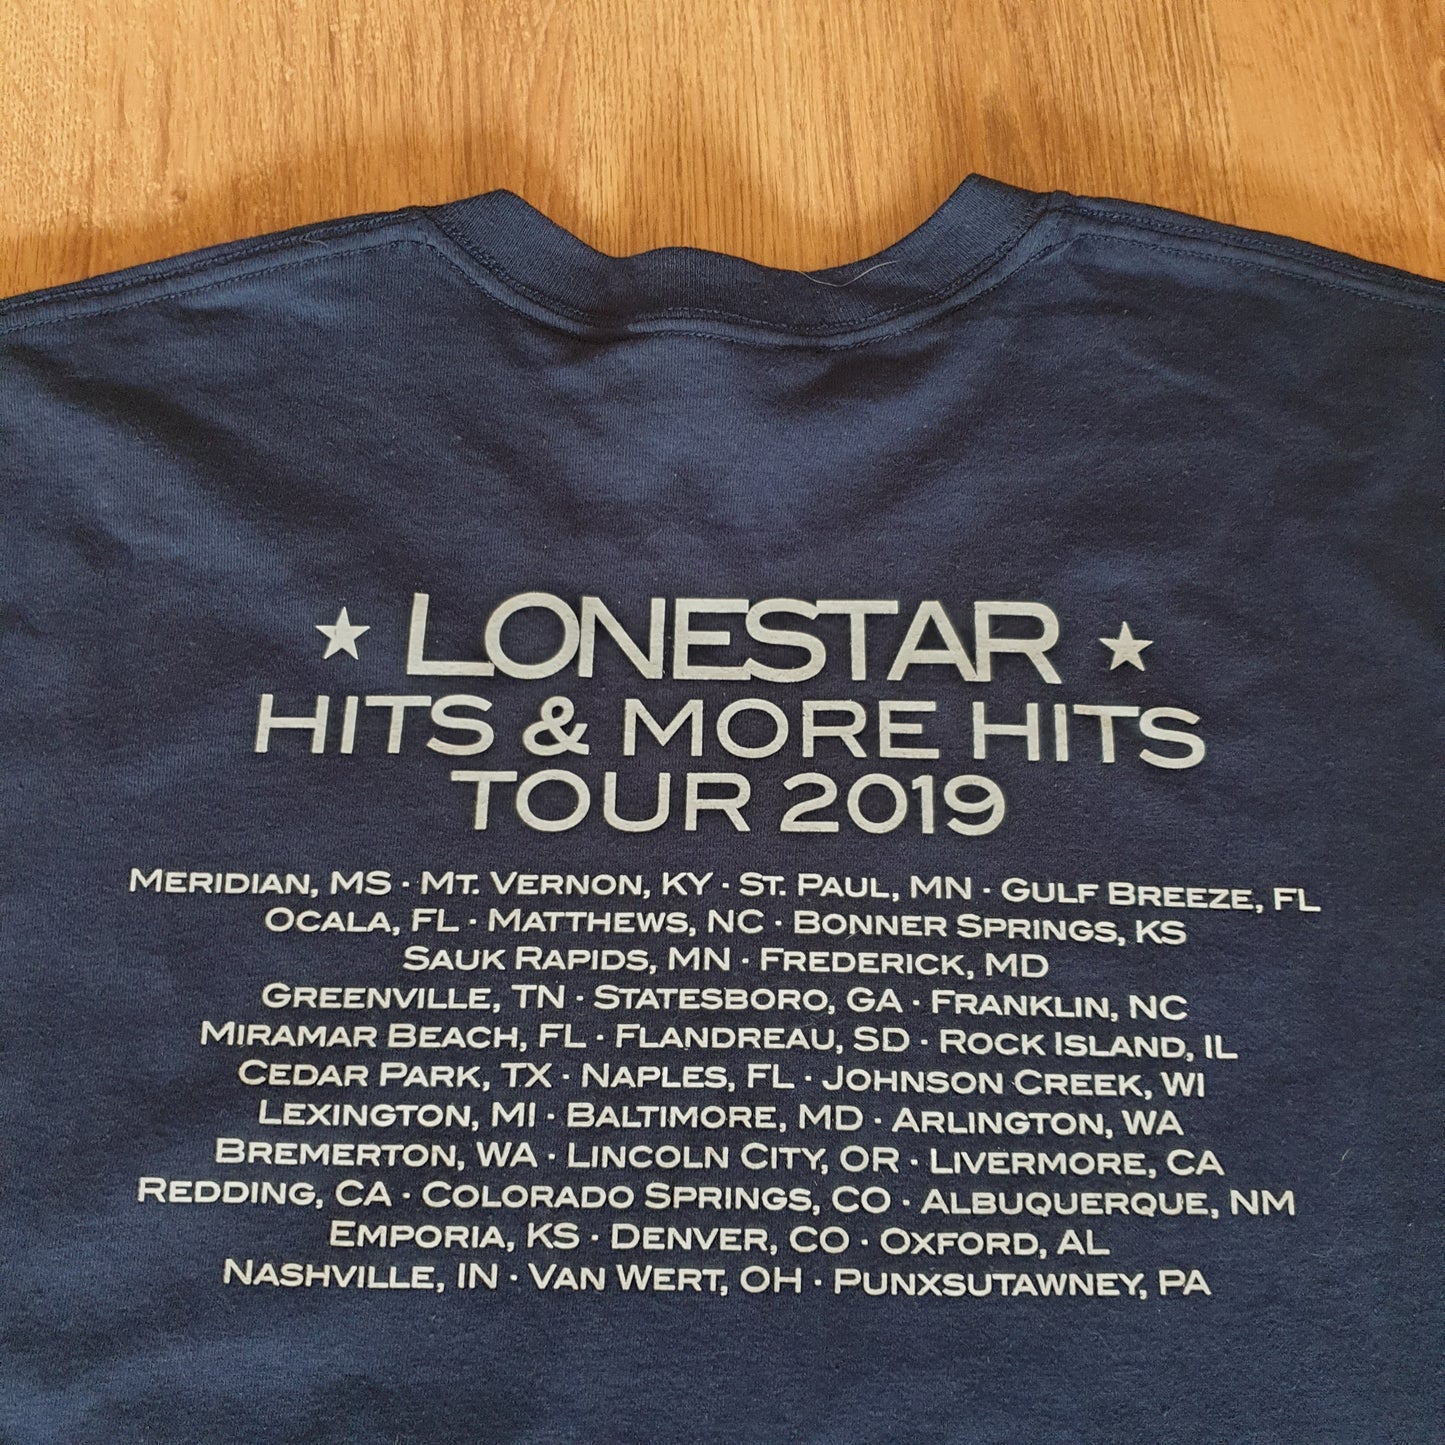 ★ LONESTAR ★
HITS & MORE HITS
TOUR 2019
MERIDIAN, MS · MT. VERNON, KY · ST. PAUL, MN · GULF BREEZE, FL
OCALA, FL · MATTHEWS, NC · BONNER SPRINGS, KS
SAUK RAPIDS, MN · FREDERICK, MD
GREENVILLE, TN · STATESBORO, GA · FRANKLIN, NC
MIRAMAR BEACH, FL · FLANDREAU, SD · ROCK ISLAND, IL
CEDAR PARK, TX · NAPLES, FL · JOHNSON CREEK, WI
LEXINGTON, MI · BALTIMORE, MD · ARLINGTON, WA
BREMERTON, WA · LINCOLN CITY, OR · LIVERMORE, CA
REDDING, CA · COLORADO SPRINGS, CO · ALBUQUERQUE, NM
EMPORIA, KS · DENVER, CO · OXFORD, AL
NASHVILLE, IN · VAN WERT, OH · PUNXSUTAWNEY, PA